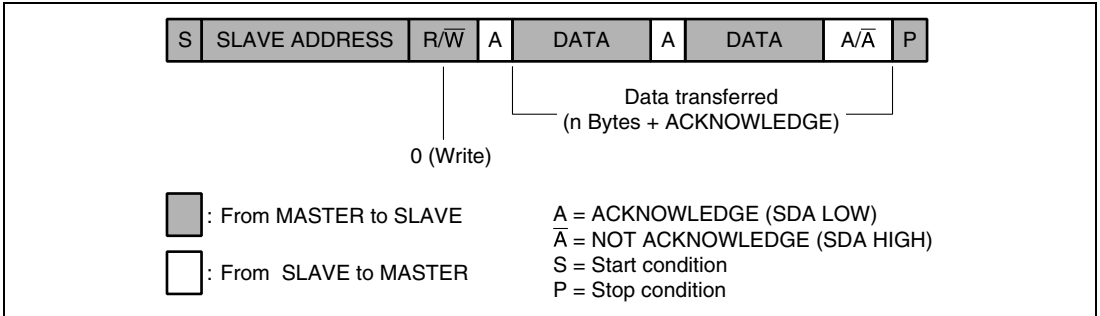 S SLAVE ADDRESS R/W̅ A DATA A DATA A/A̅ P
Data transferred
(n Bytes + ACKNOWLEDGE)
0 (Write)
: From MASTER to SLAVE
: From SLAVE to MASTER
A = ACKNOWLEDGE (SDA LOW)
A̅ = NOT ACKNOWLEDGE (SDA HIGH)
S = Start condition
P = Stop condition